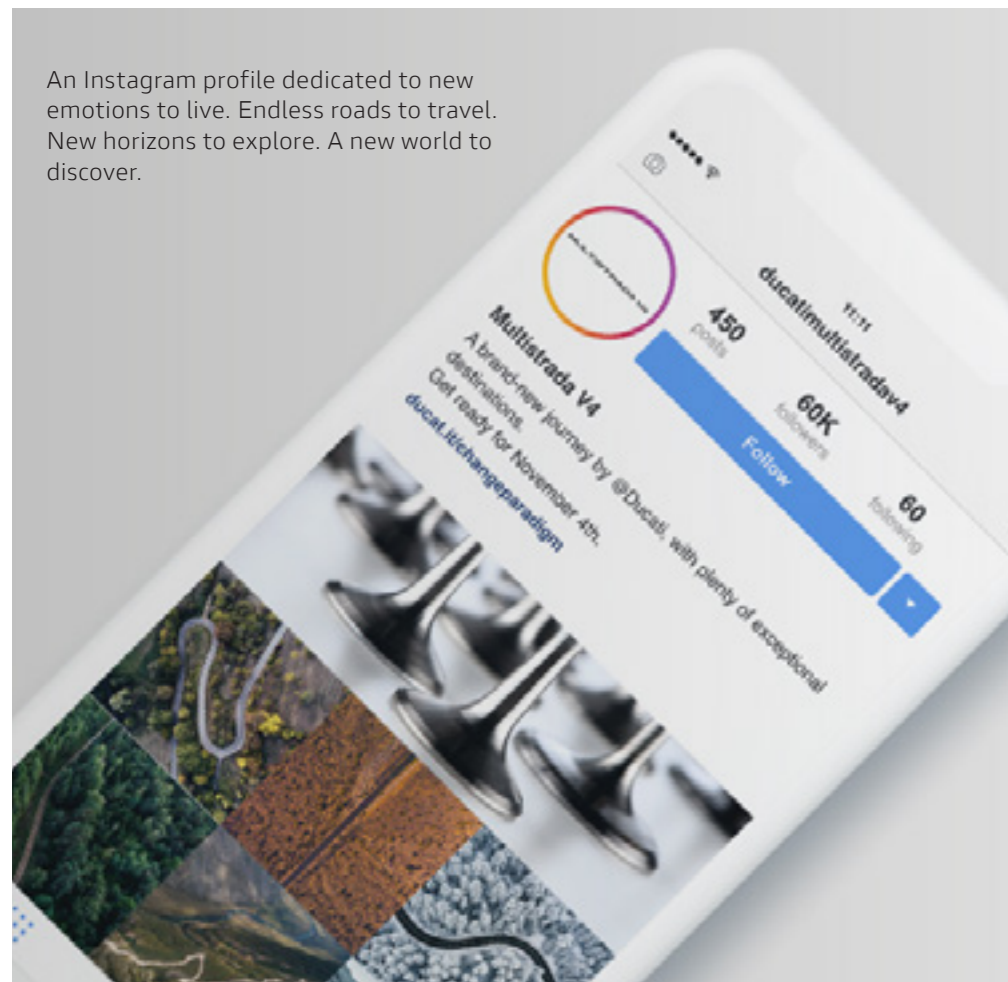 An Instagram profile dedicated to new
emotions to live. Endless roads to travel.
New horizons to explore. A new world to
discover.
11:11
ducatimultistradav4
450
posts
60K
followers
60
following
Follow
Multistrada V4
A brand-new journey by @Ducati, with plenty of exceptional
destinations.
Get ready for November 4th.
ducat.it/changeparadigm